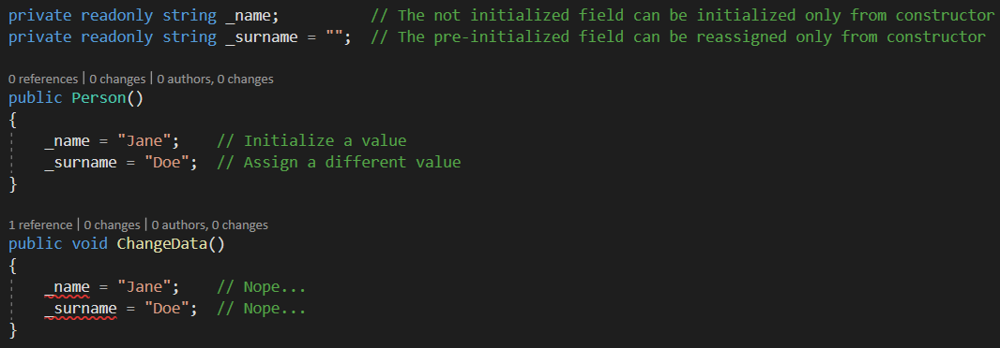 private readonly string _name;          // The not initialized field can be initialized only from constructor
private readonly string _surname = "";  // The pre-initialized field can be reassigned only from constructor
0 references | 0 changes | 0 authors, 0 changes
public Person()
{
    _name = "Jane";    // Initialize a value
    _surname = "Doe";  // Assign a different value
}
1 reference | 0 changes | 0 authors, 0 changes
public void ChangeData()
{
    _name = "Jane";    // Nope...
    _surname = "Doe";  // Nope...
}